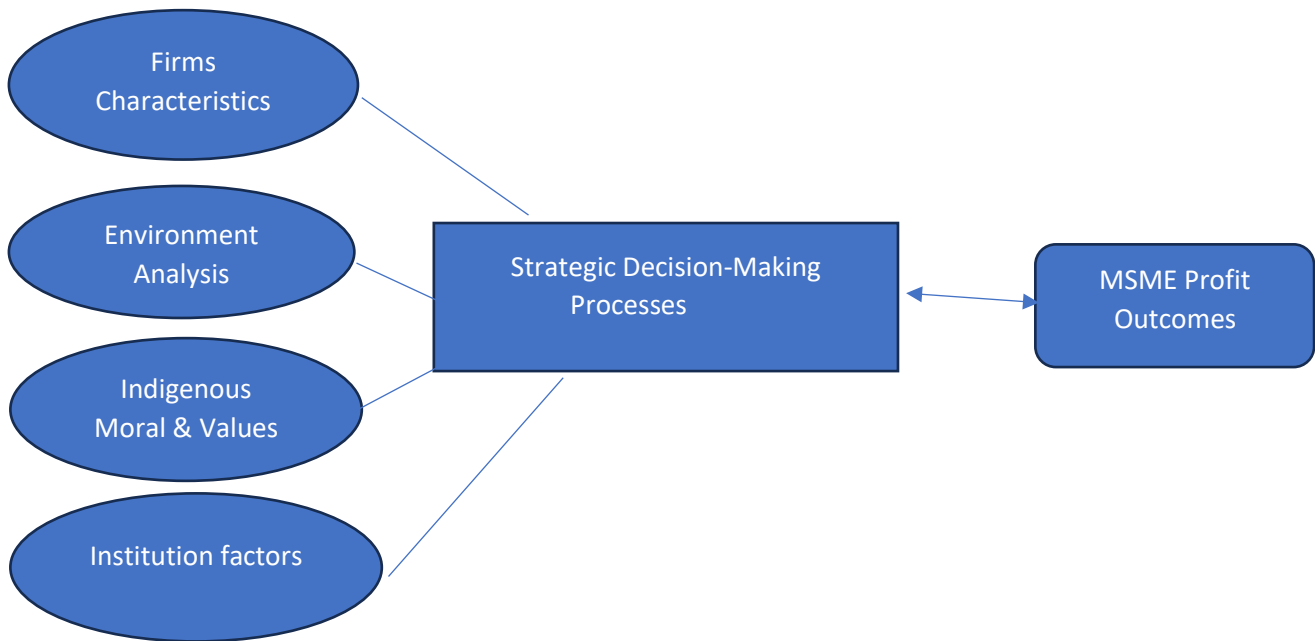 Firms
Characteristics
Environment
Analysis
Indigenous
Moral & Values
Institution factors
Strategic Decision-Making
Processes
MSME Profit
Outcomes